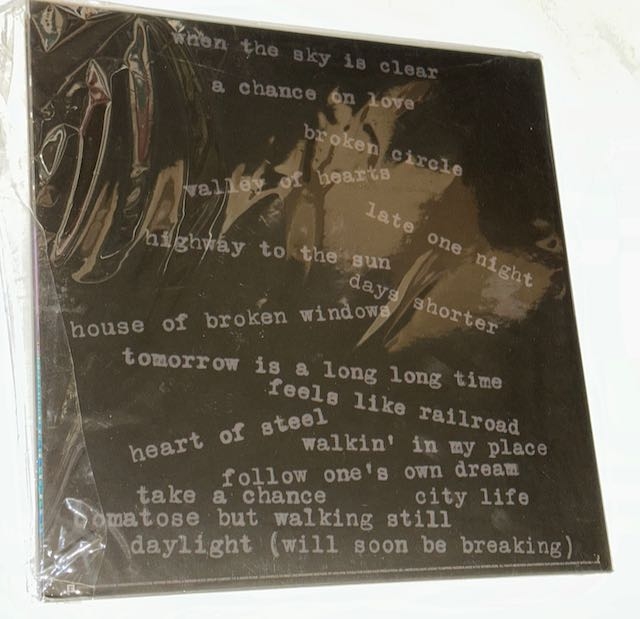 when the sky is clear
a chance on love
broken circle
valley of hearts
late one night
highway to the sun
days shorter
house of broken windows
tomorrow is a long long time
feels like railroad
heart of steel
walkin' in my place
follow one's own dream
take a chance
city life
comatose but walking still
daylight (will soon be breaking)